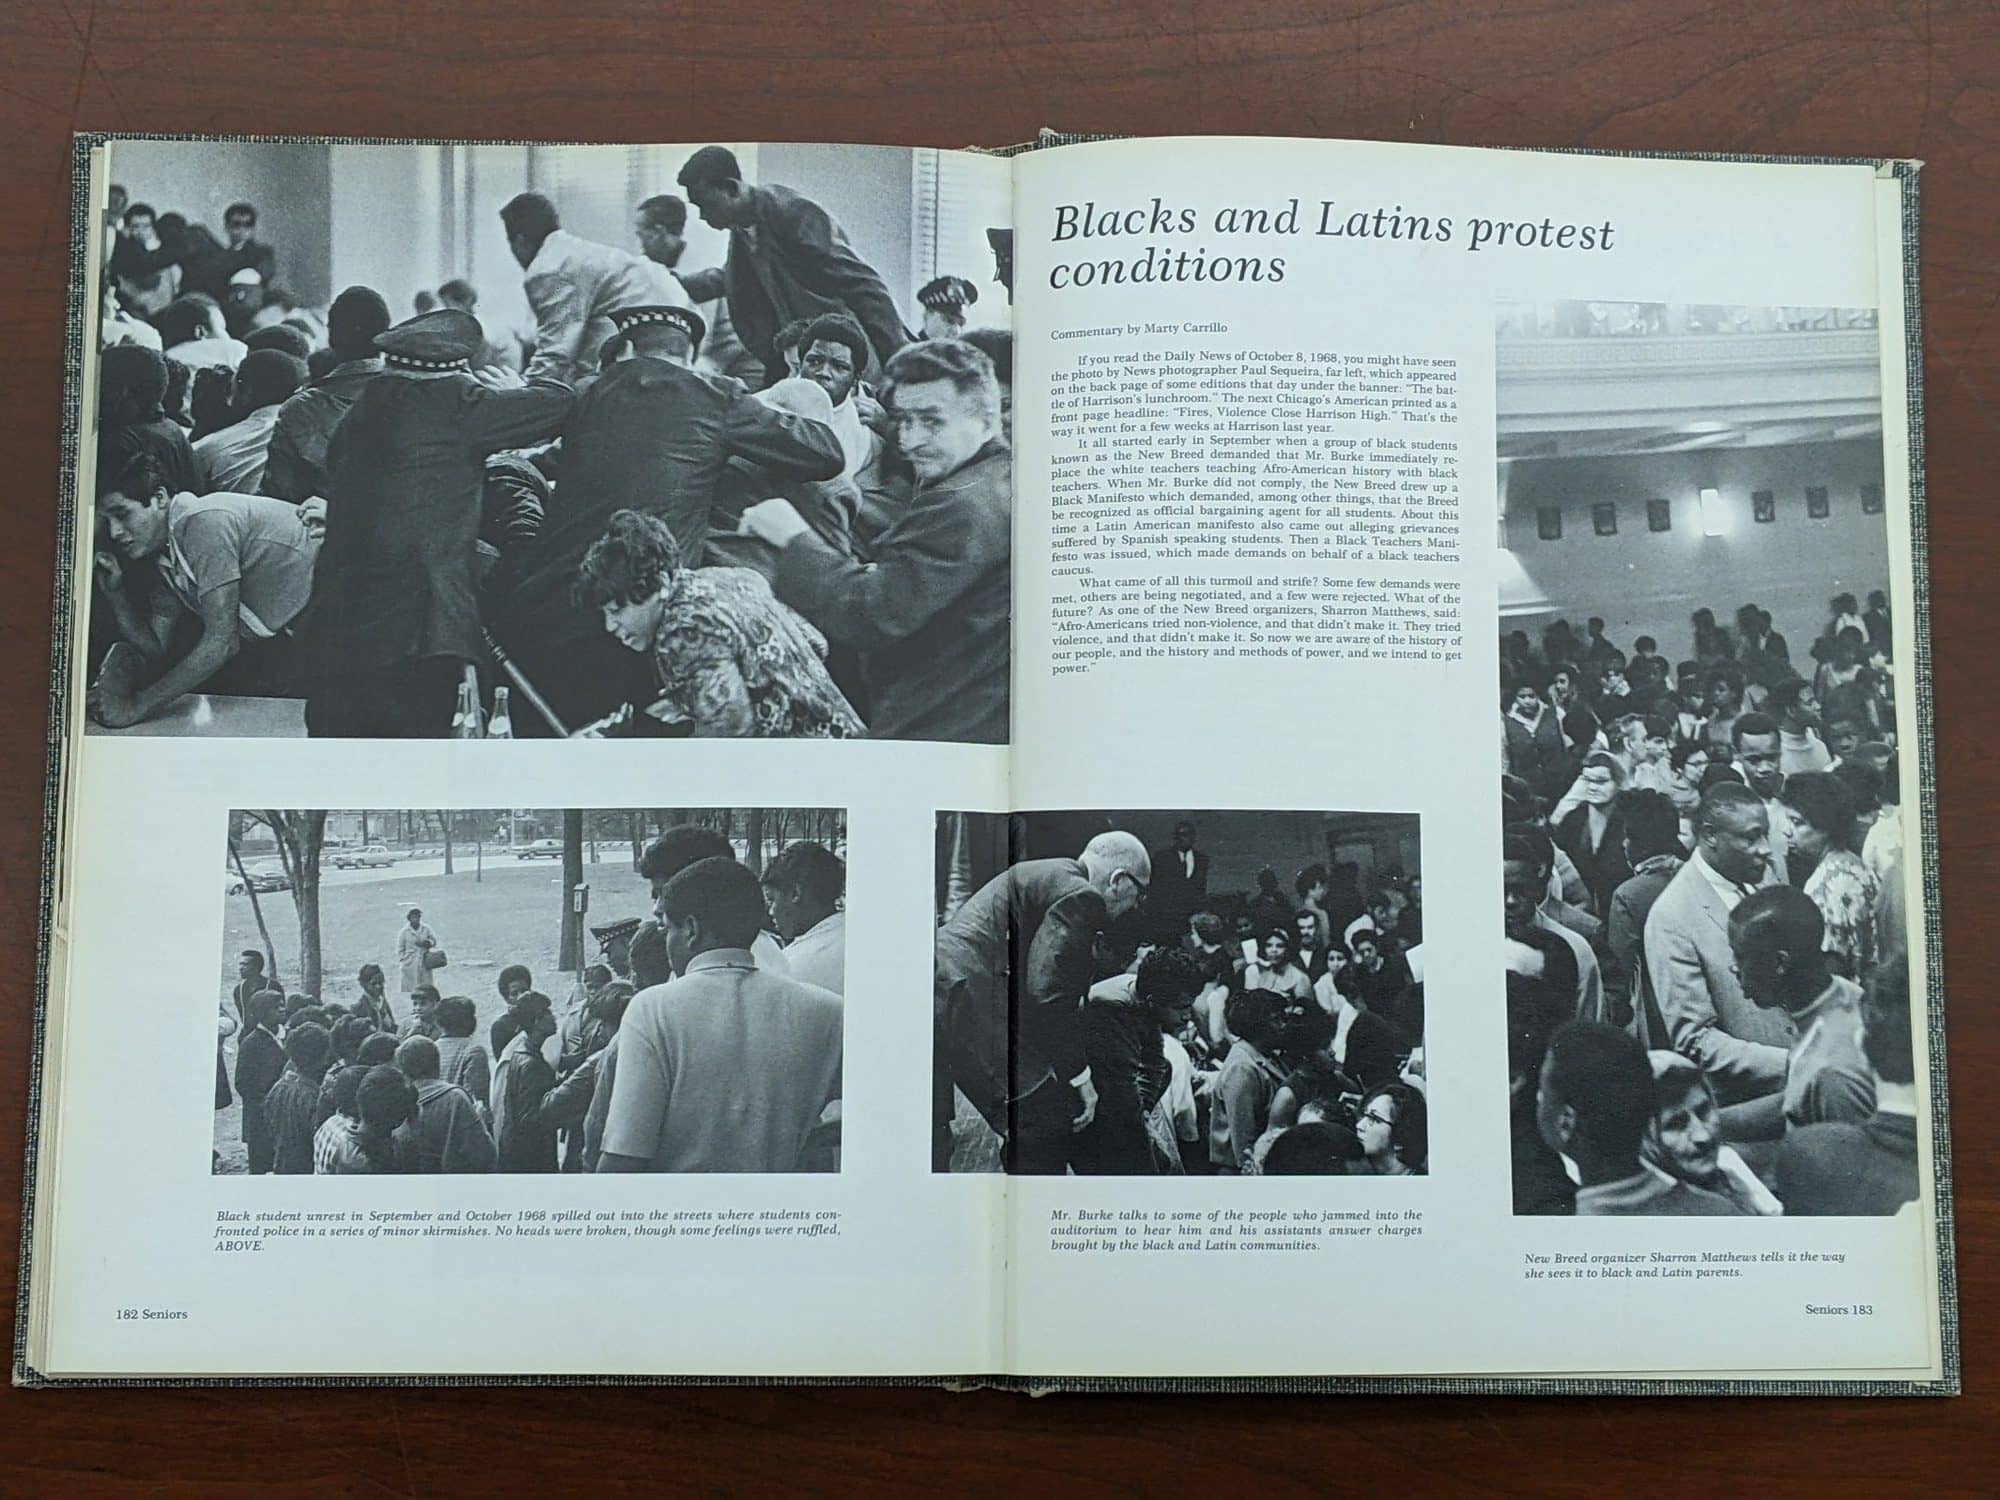 Blacks and Latins protest
conditions
Commentary by Marty Carrillo
If you read the Daily News of October 8, 1968, you might have seen
the photo by News photographer Paul Sequeira, far left, which appeared
on the back page of some editions that day under the banner: "The bat-
tle of Harrison's lunchroom." The next Chicago's American printed as a
front page headline: "Fires, Violence Close Harrison High." That's the
way it went for a few weeks at Harrison last year.
It all started early in September when a group of black students
known as the New Breed demanded that Mr. Burke immediately re-
place the white teachers teaching Afro-American history with black
teachers. When Mr. Burke did not comply, the New Breed drew up a
Black Manifesto which demanded, among other things, that the Breed
be recognized as official bargaining agent for all students. About this
time a Latin American manifesto also came out alleging grievances
suffered by Spanish speaking students. Then a Black Teachers Mani-
festo was issued, which made demands on behalf of a black teachers
caucus.
What came of all this turmoil and strife? Some few demands were
met, others are being negotiated, and a few were rejected. What of the
future? As one of the New Breed organizers, Sharron Matthews, said:
"Afro-Americans tried non-violence, and that didn't make it. They tried
violence, and that didn't make it. So now we are aware of the history of
our people, and the history and methods of power, and we intend to get
power."
Black student unrest in September and October 1968 spilled out into the streets where students con-
fronted police in a series of minor skirmishes. No heads were broken, though some feelings were ruffled,
ABOVE.
Mr. Burke talks to some of the people who jammed into the
auditorium to hear him and his assistants answer charges
brought by the black and Latin communities.
New Breed organizer Sharron Matthews tells it the way
she sees it to black and Latin parents.
182 Seniors
Seniors 183